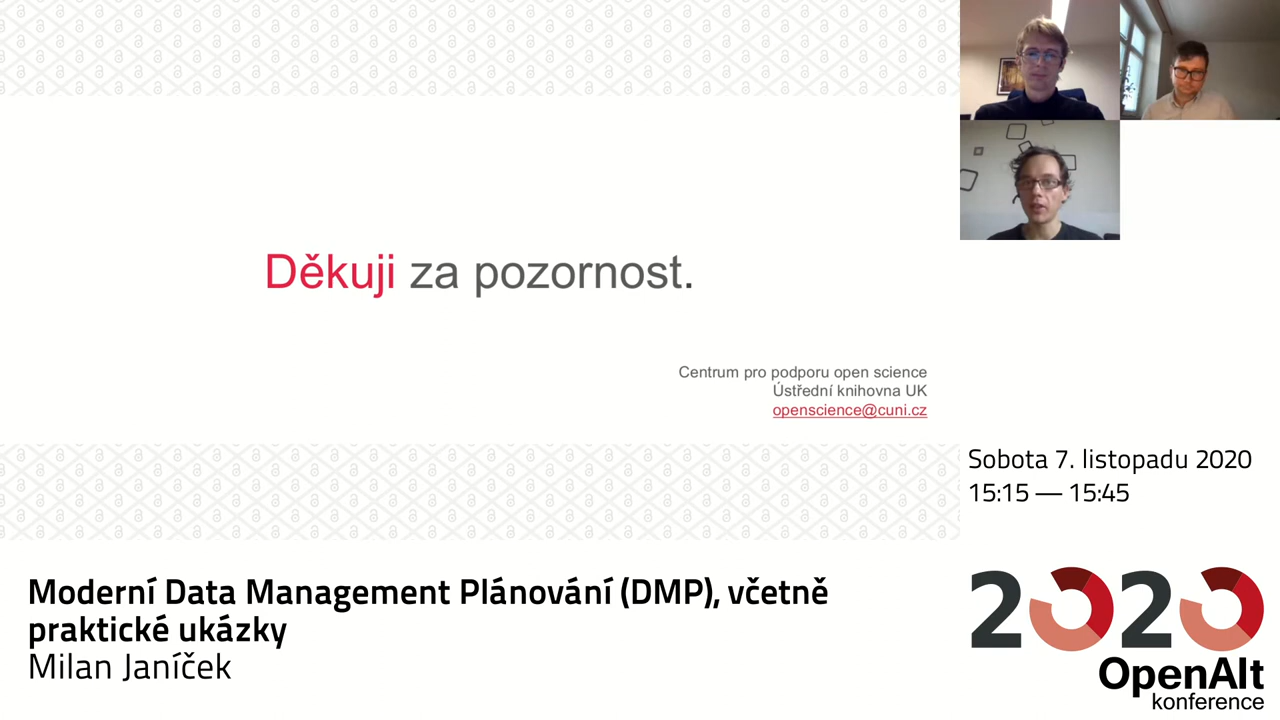 Děkuji za pozornost.
Centrum pro podporu open science
Ústřední knihovna UK
openscience@cuni.cz
Sobota 7. listopadu 2020
15:15 — 15:45
Moderní Data Management Plánování (DMP), včetně
praktické ukázky
Milan Janíček
2020
OpenAlt
konference